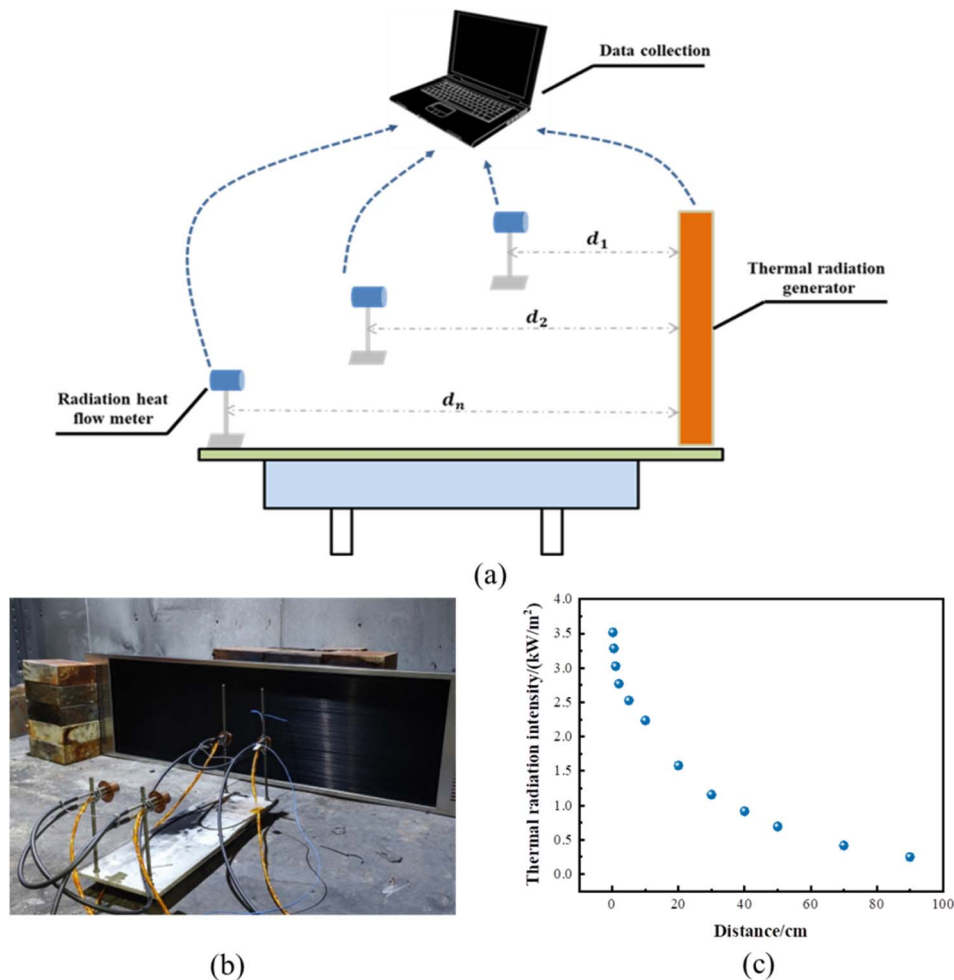 Data collection
d₁
Thermal radiation
generator
d₂
Radiation heat
flow meter
dₙ
(a)
Thermal radiation intensity/(kW/m²)
4.0
3.5
3.0
2.5
2.0
1.5
1.0
0.5
0.0
0 20 40 60 80 100
Distance/cm
(b)
(c)